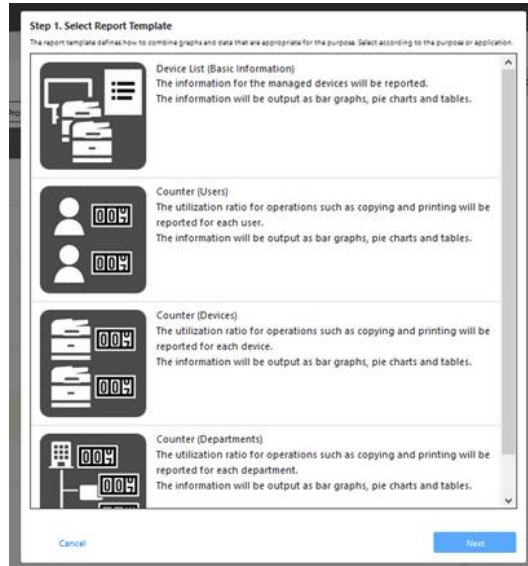 Step 1. Select Report Template
The report template defines how to combine graphs and data that are appropriate for the purpose. Select according to the purpose or application.
Device List (Basic Information)
The information for the managed devices will be reported.
The information will be output as bar graphs, pie charts and tables.
Counter (Users)
The utilization ratio for operations such as copying and printing will be
reported for each user.
The information will be output as bar graphs, pie charts and tables.
Counter (Devices)
The utilization ratio for operations such as copying and printing will be
reported for each device.
The information will be output as bar graphs, pie charts and tables.
Counter (Departments)
The utilization ratio for operations such as copying and printing will be
reported for each department.
The information will be output as bar graphs, pie charts and tables.
Cancel
Next